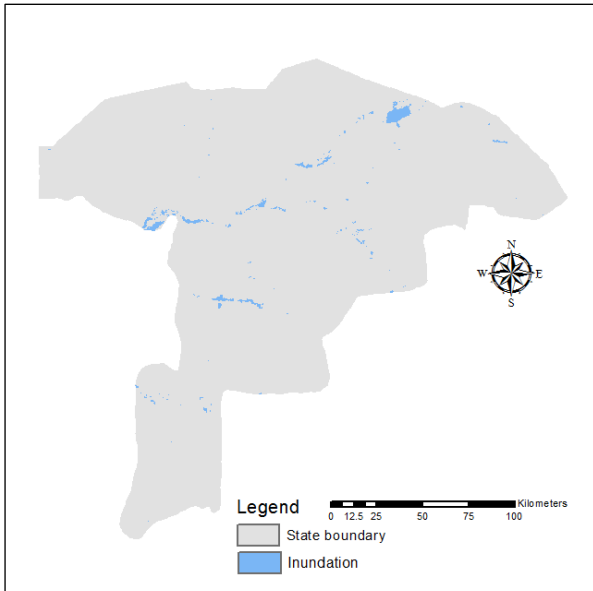 N
W E
S
Legend
Kilometers
0 12.5 25 50 75 100
State boundary
Inundation